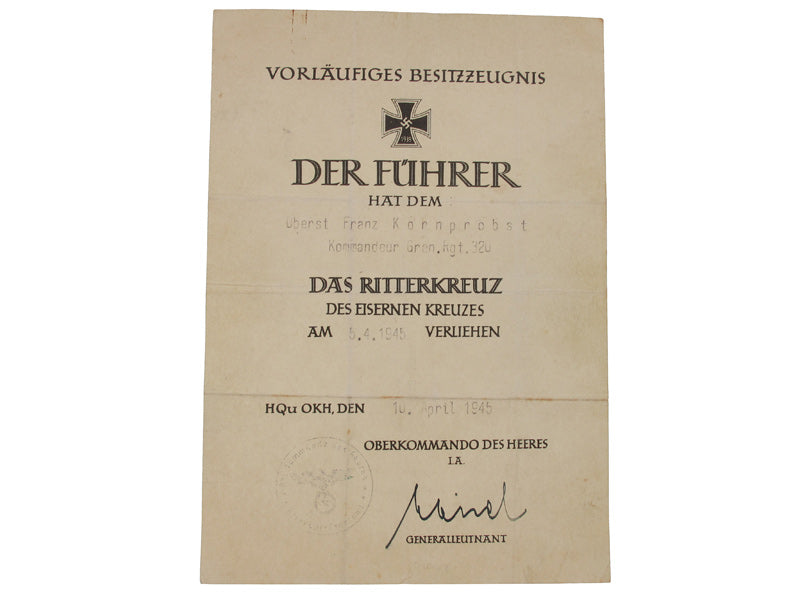 VORLÄUFIGES BESITZZEUGNIS
DER FÜHRER
HAT DEM
Oberst Franz Kornprobst
Kommandeur Gren.Rgt.320
DAS RITTERKREUZ
DES EISERNEN KREUZES
AM 5.4.1945 VERLIEHEN
HQu OKH, DEN 10. April 1945
OBERKOMMANDO DES HEERES
I.A.
GENERALLEUTNANT